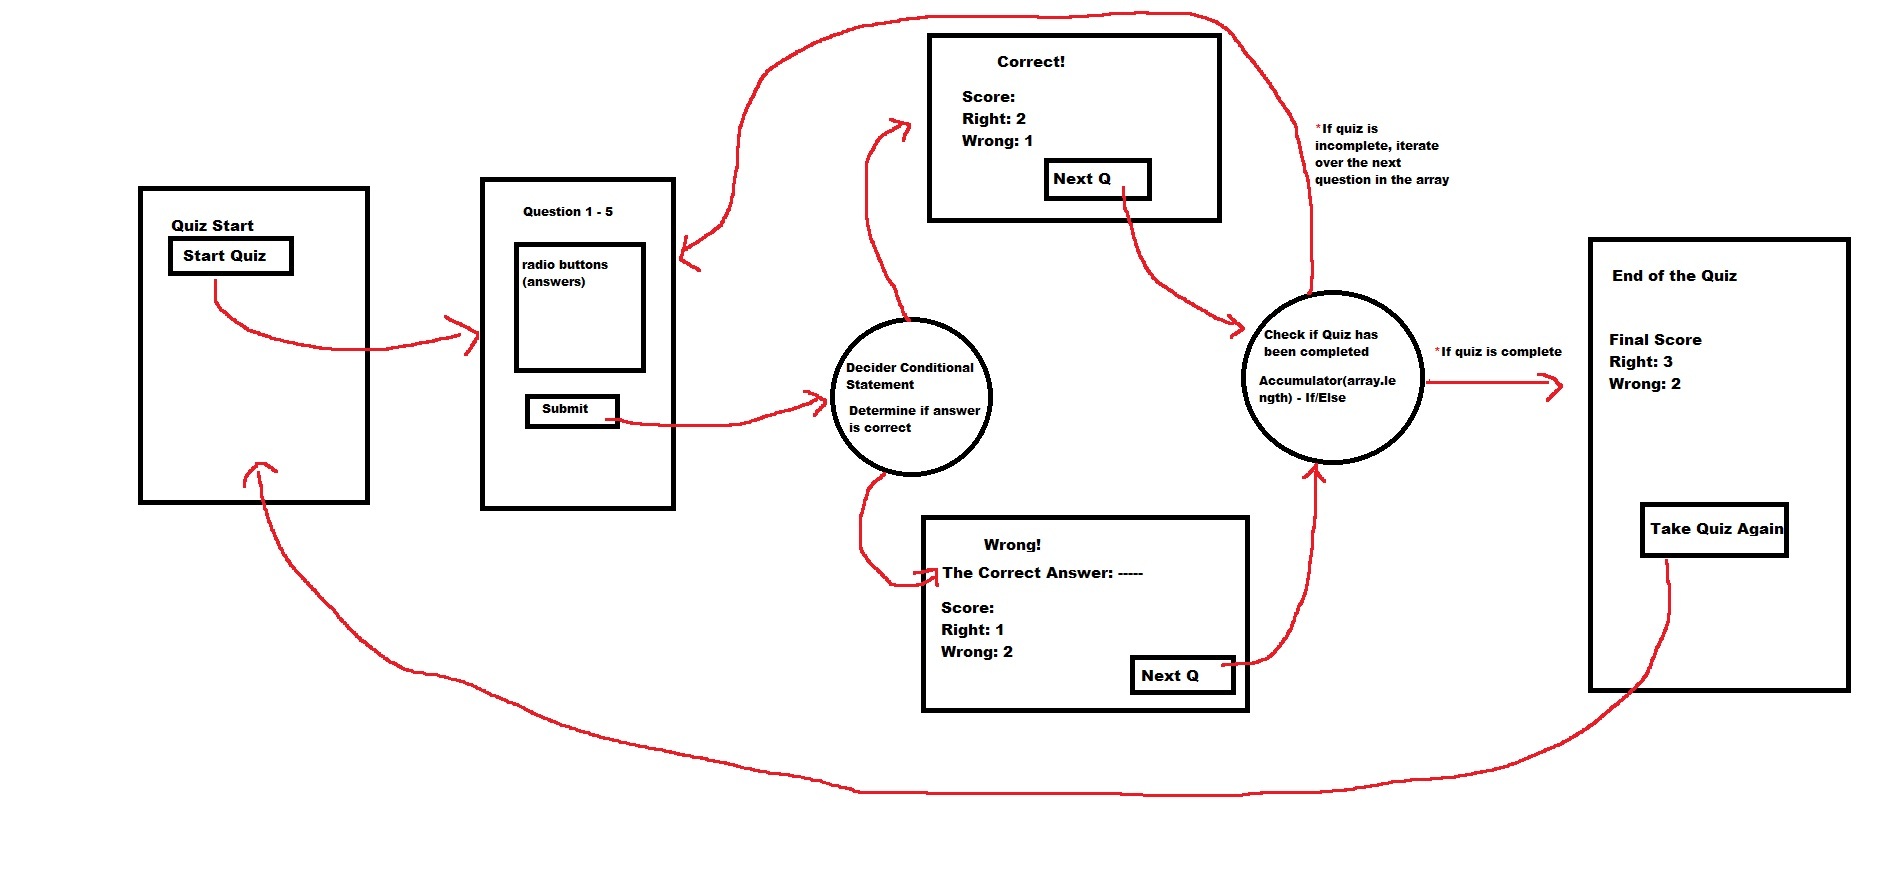 Quiz Start
Start Quiz
Question 1 - 5
radio buttons
(answers)
Submit
Decider Conditional
Statement
Determine if answer
is correct
Correct!
Score:
Right: 2
Wrong: 1
Next Q
Wrong!
The Correct Answer: -----
Score:
Right: 1
Wrong: 2
Next Q
*If quiz is
incomplete, iterate
over the next
question in the array
Check if Quiz has
been completed
Accumulator(array.le
ngth) - If/Else
*If quiz is complete
End of the Quiz
Final Score
Right: 3
Wrong: 2
Take Quiz Again